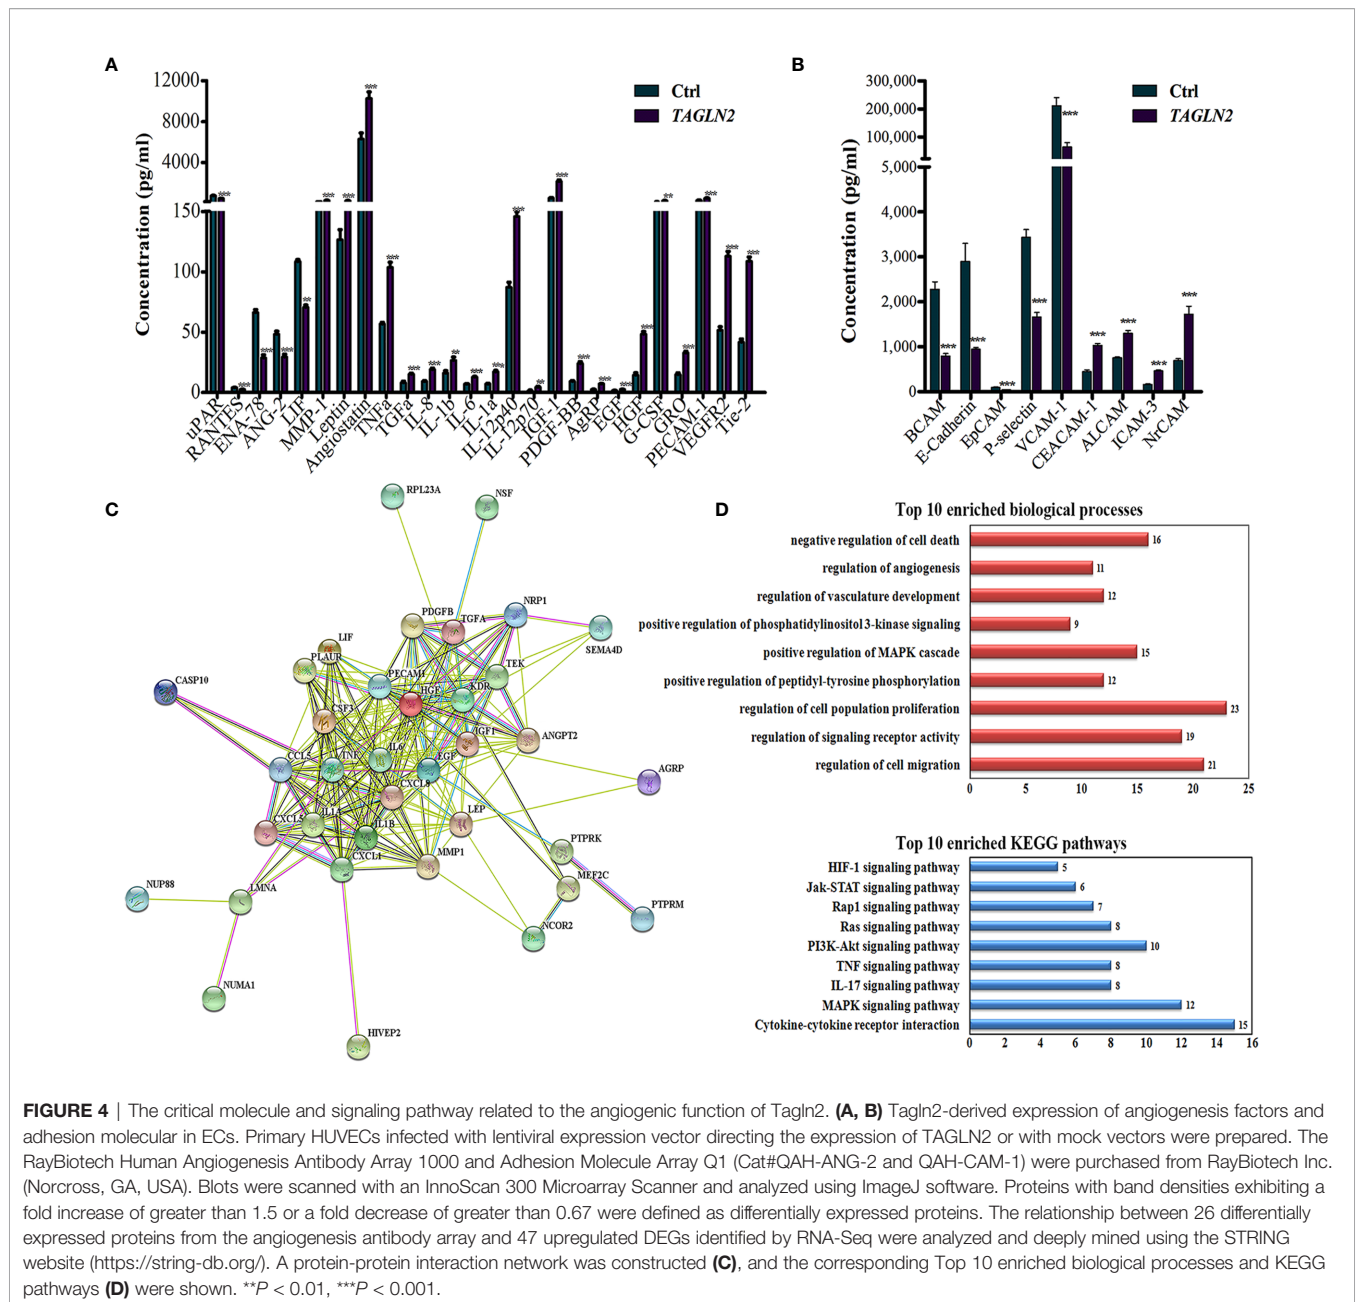 A
12000
8000
4000
150
100
50
0
Concentration (pg/ml)
Ctrl
TAGLN2
*** *** *** *** ** *** *** *** *** *** *** ** *** *** *** ** *** *** *** *** *** ** *** *** *** ***
uPAR
RANTES
ENA-78
ANG-2
LIF
MMP-1
Leptin
Angiostatin
TNFa
TGFa
IL-8
IL-1b
IL-6
IL-1a
IL-12p40
IL-12p70
IGF-1
PDGF-BB
AgRP
EGF
HGF
G-CSF
GRO
PECAM-1
VEGFR2
Tie-2
B
300,000
200,000
100,000
5,000
4,000
3,000
2,000
1,000
0
Concentration (pg/ml)
Ctrl
TAGLN2
*** *** *** *** *** *** *** *** ***
BCAM
E-Cadherin
EpCAM
P-selectin
VCAM-1
CEACAM-1
ALCAM
ICAM-3
NrCAM
C
RPL23A
NSF
NRP1
PDGFB
TGFA
SEMA4D
LIF
PLAUR
TEK
PECAM1
CASP10
HGF
KDR
CSF3
IGF1
ANGPT2
IL6
CCL5
TNF
EGF
AGRP
CXCL8
IL1A
LEP
CXCL5
IL1B
PTPRK
CXCL1
MMP1
MEF2C
NUP88
LMNA
PTPRM
NCOR2
NUMA1
HIVEP2
D
Top 10 enriched biological processes
negative regulation of cell death 16
regulation of angiogenesis 11
regulation of vasculature development 12
positive regulation of phosphatidylinositol 3-kinase signaling 9
positive regulation of MAPK cascade 15
positive regulation of peptidyl-tyrosine phosphorylation 12
regulation of cell population proliferation 23
regulation of signaling receptor activity 19
regulation of cell migration 21
0 5 10 15 20 25
Top 10 enriched KEGG pathways
HIF-1 signaling pathway 5
Jak-STAT signaling pathway 6
Rap1 signaling pathway 7
Ras signaling pathway 8
PI3K-Akt signaling pathway 10
TNF signaling pathway 8
IL-17 signaling pathway 8
MAPK signaling pathway 12
Cytokine-cytokine receptor interaction 15
0 2 4 6 8 10 12 14 16
FIGURE 4 | The critical molecule and signaling pathway related to the angiogenic function of Tagln2. (A, B) Tagln2-derived expression of angiogenesis factors and
adhesion molecular in ECs. Primary HUVECs infected with lentiviral expression vector directing the expression of TAGLN2 or with mock vectors were prepared. The
RayBiotech Human Angiogenesis Antibody Array 1000 and Adhesion Molecule Array Q1 (Cat#QAH-ANG-2 and QAH-CAM-1) were purchased from RayBiotech Inc.
(Norcross, GA, USA). Blots were scanned with an InnoScan 300 Microarray Scanner and analyzed using ImageJ software. Proteins with band densities exhibiting a
fold increase of greater than 1.5 or a fold decrease of greater than 0.67 were defined as differentially expressed proteins. The relationship between 26 differentially
expressed proteins from the angiogenesis antibody array and 47 upregulated DEGs identified by RNA-Seq were analyzed and deeply mined using the STRING
website (https://string-db.org/). A protein-protein interaction network was constructed (C), and the corresponding Top 10 enriched biological processes and KEGG
pathways (D) were shown. **P < 0.01, ***P < 0.001.